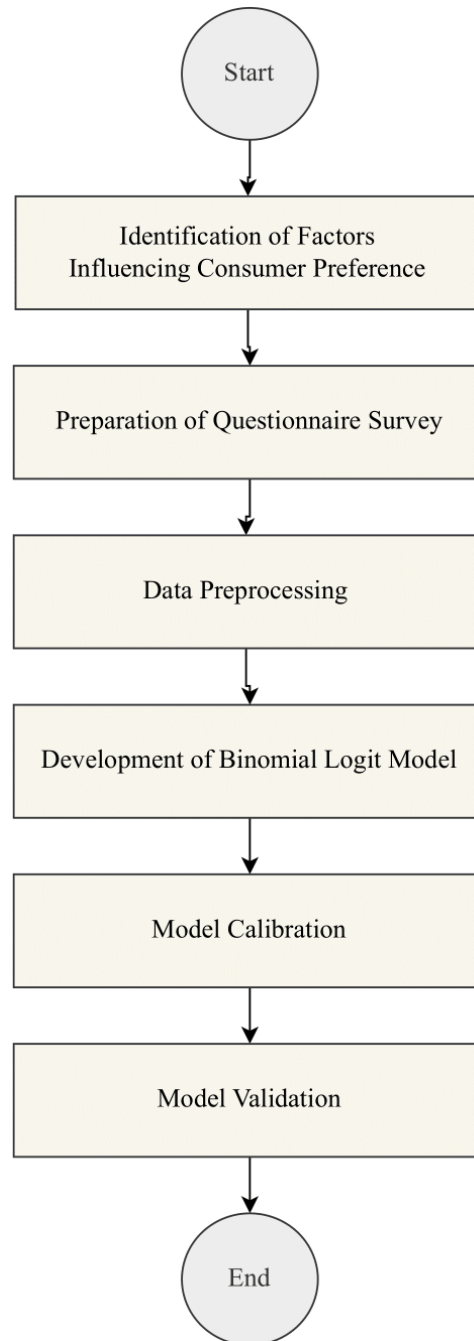 Start
Identification of Factors
Influencing Consumer Preference
Preparation of Questionnaire Survey
Data Preprocessing
Development of Binomial Logit Model
Model Calibration
Model Validation
End